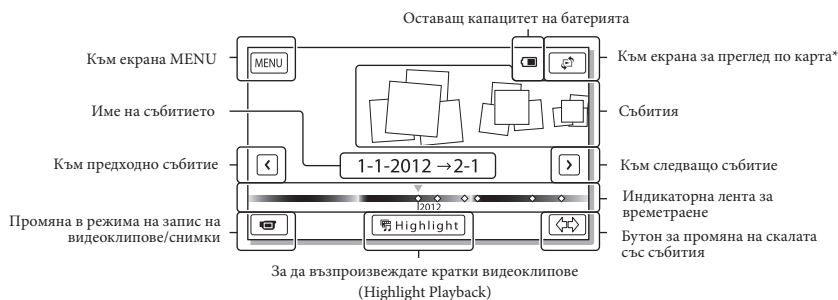 Оставащ капацитет на батерията
Към екрана MENU
MENU
Към екрана за преглед по карта*
Име на събитието
Събития
Към предходно събитие
1-1-2012 →2-1
Към следващо събитие
2012
Индикаторна лента за
времетраене
Промяна в режима на запис на
видеоклипове/снимки
Highlight
Бутон за промяна на скалата
със събития
За да възпроизвеждате кратки видеоклипове
(Highlight Playback)